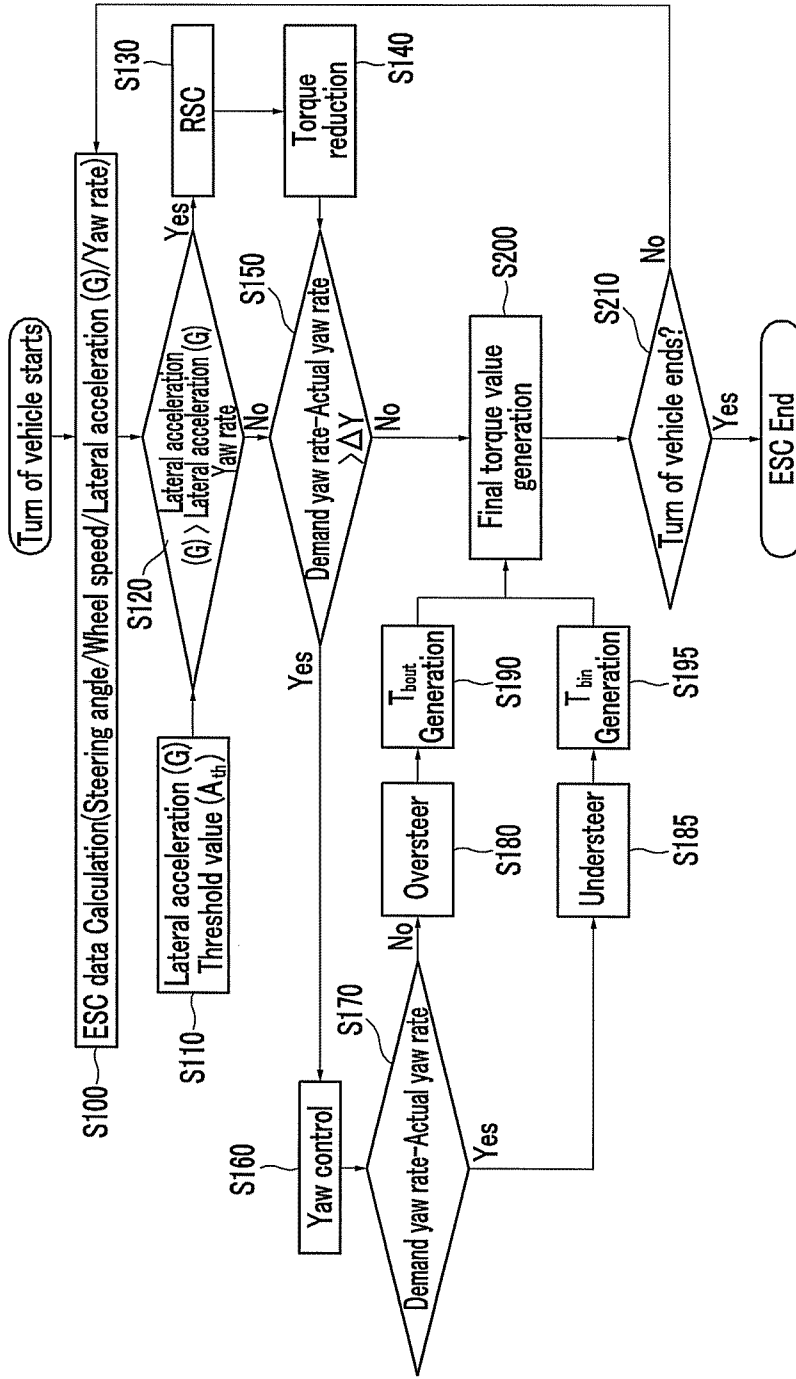 Turn of vehicle starts
S100
ESC data Calculation(Steering angle/Wheel speed/Lateral acceleration (G)/Yaw rate)
S110
Lateral acceleration (G)
Threshold value (Ath)
S120
Lateral acceleration
(G) > Lateral acceleration (G)
Yaw rate
Yes
No
S130
RSC
S140
Torque
reduction
S150
Demand yaw rate-Actual yaw rate
>ΔY
Yes
No
S160
Yaw control
S170
Demand yaw rate-Actual yaw rate
No
Yes
Oversteer
S180
Understeer
S185
Tbout
Generation
S190
Tbin
Generation
S195
S200
Final torque value
generation
S210
Turn of vehicle ends?
No
Yes
ESC End